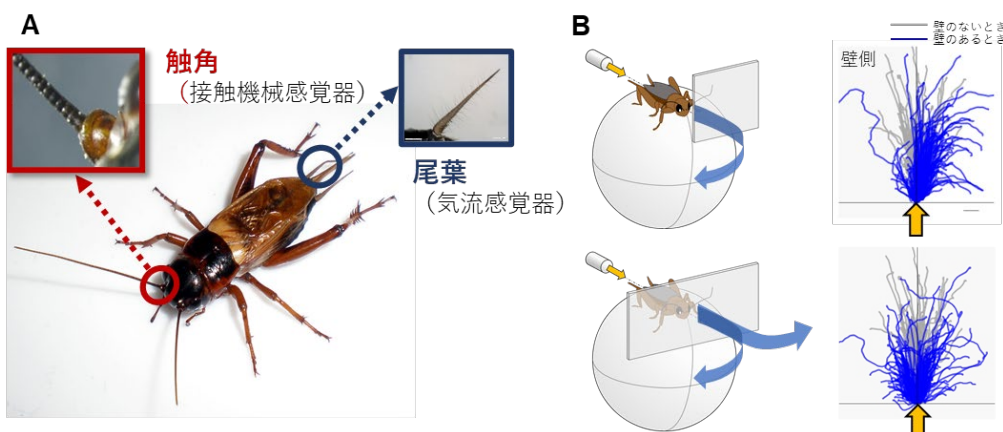 A
触角
（接触機械感覚器）
尾葉
（気流感覚器）
B
壁のないとき
壁のあるとき
壁側